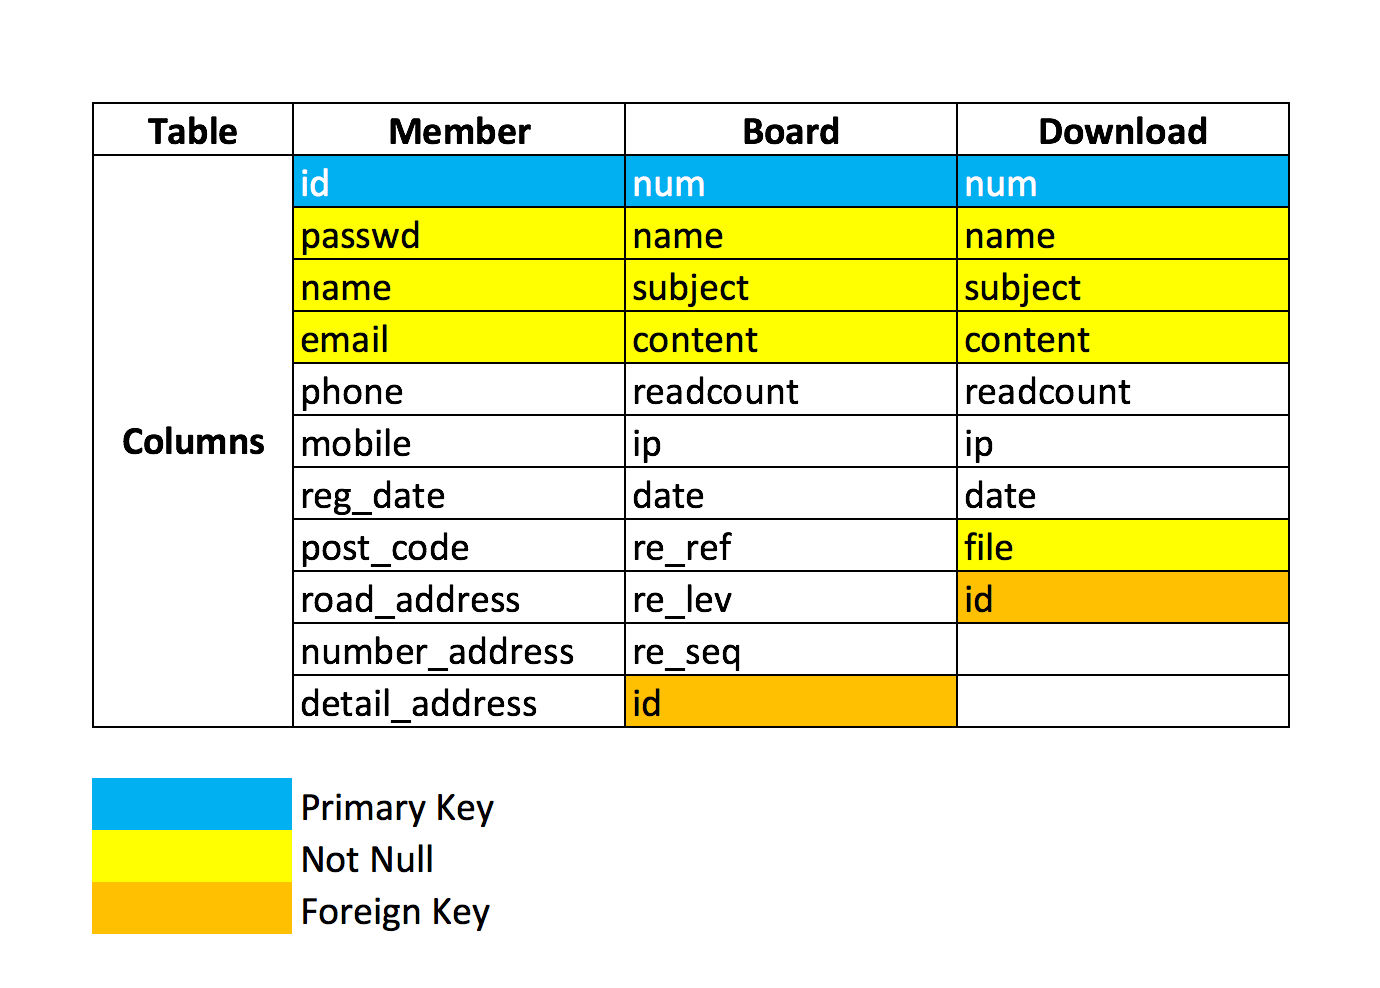 Table Member Board Download
id num num
passwd name name
name subject subject
email content content
phone readcount readcount
Columns mobile ip ip
reg_date date date
post_code re_ref file
road_address re_lev id
number_address re_seq
detail_address id
Primary Key
Not Null
Foreign Key